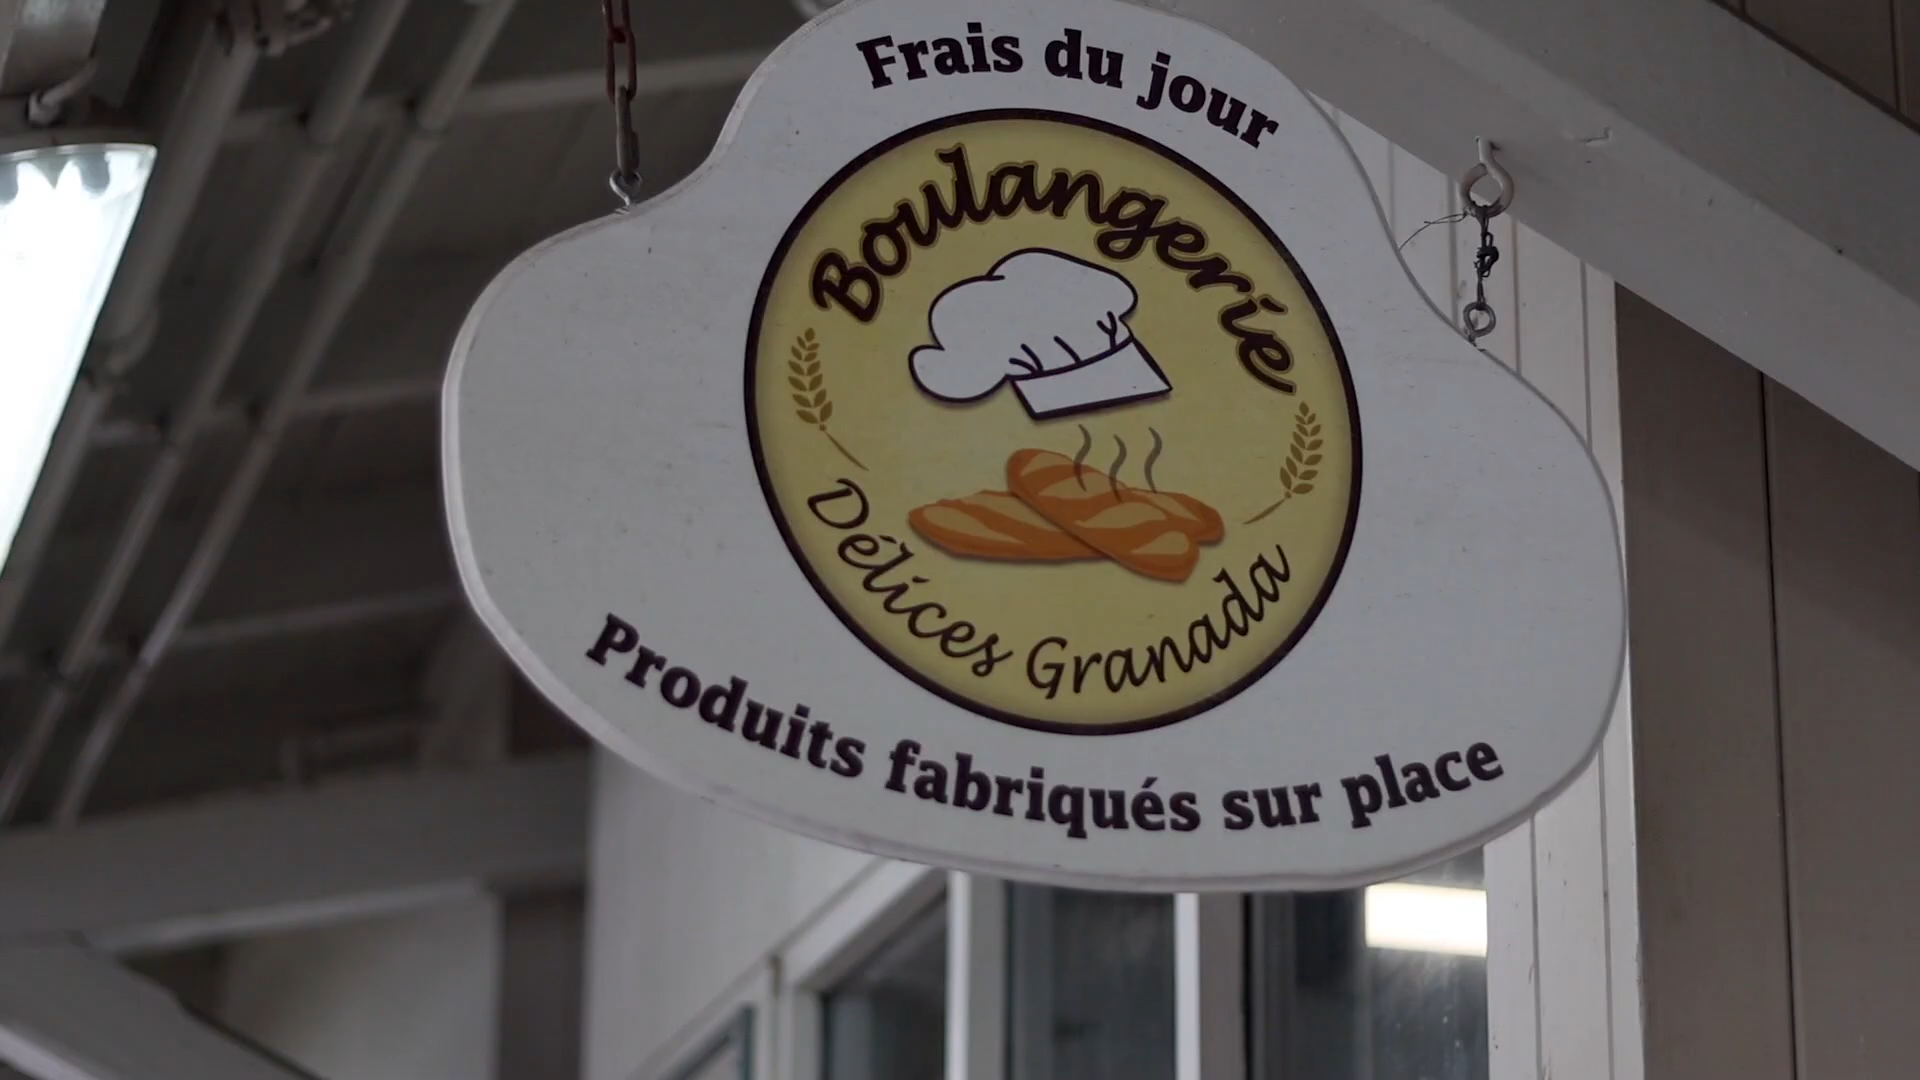 Frais du jour
Boulangerie
Délices Granada
Produits fabriqués sur place